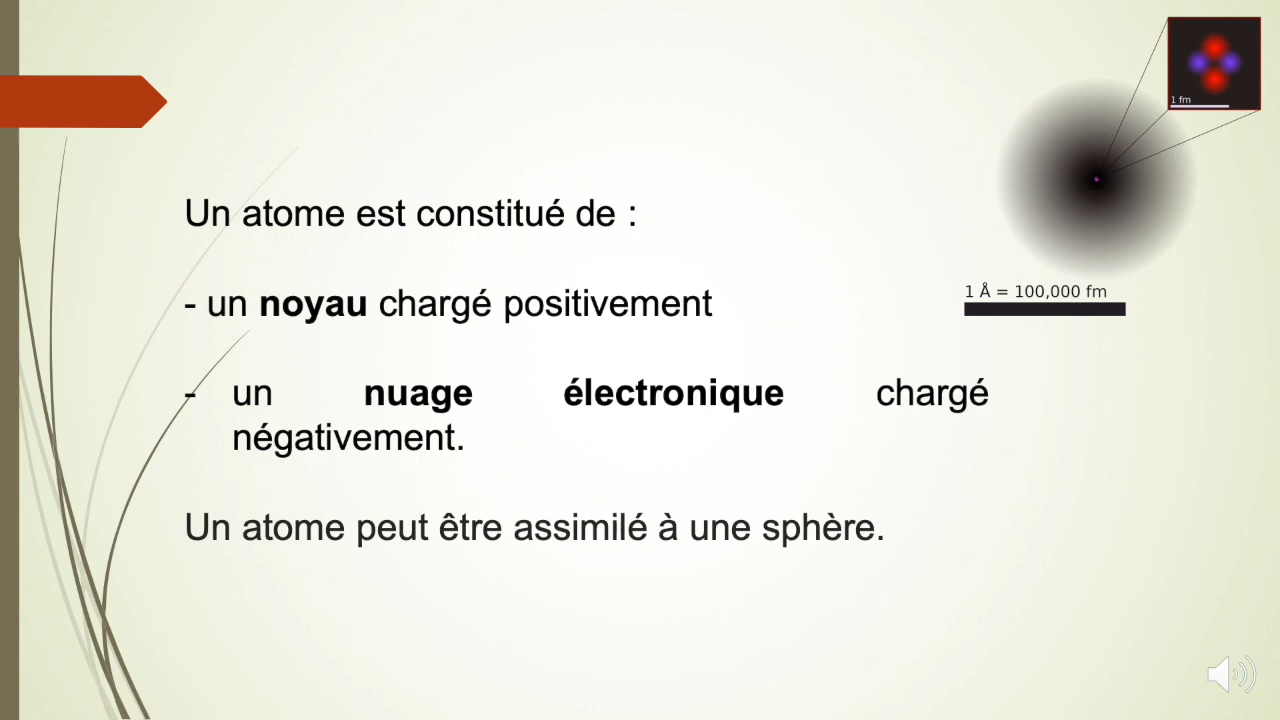 1 fm
Un atome est constitué de :
1 Å = 100,000 fm
- un noyau chargé positivement
- un nuage électronique chargé
négativement.
Un atome peut être assimilé à une sphère.